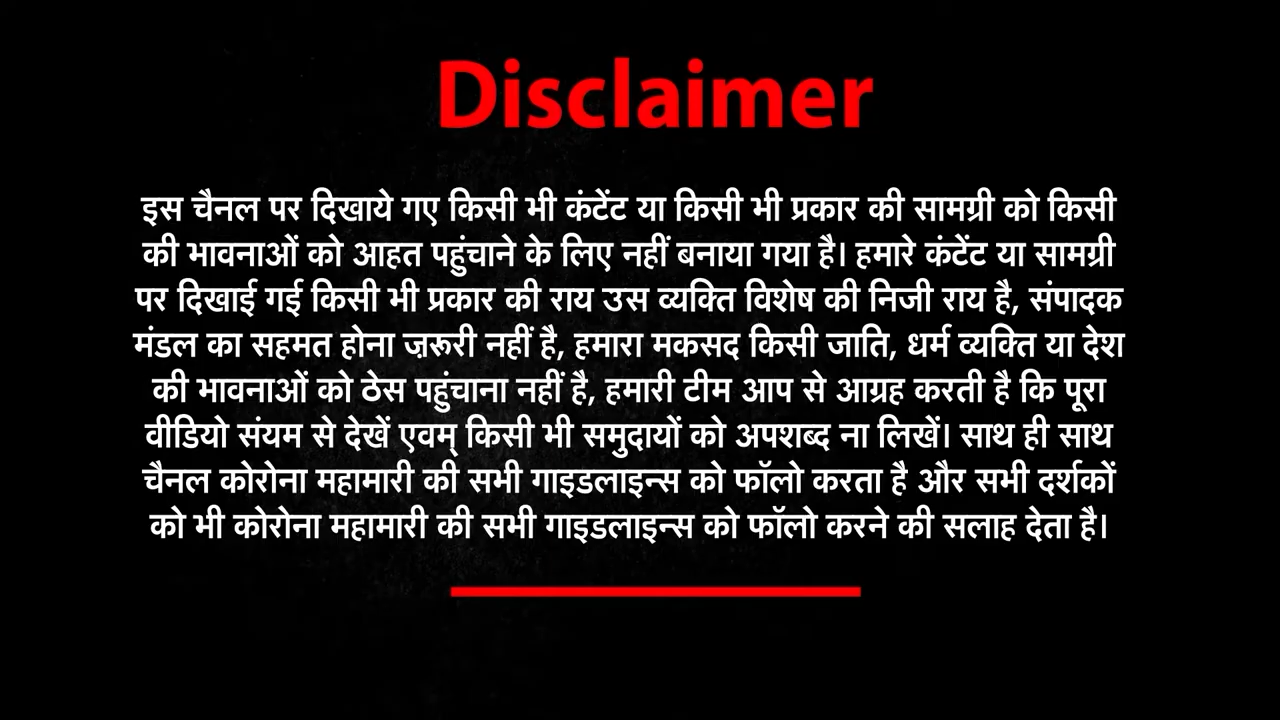 Disclaimer
इस चैनल पर दिखाये गए किसी भी कंटेंट या किसी भी प्रकार की सामग्री को किसी
की भावनाओं को आहत पहुंचाने के लिए नहीं बनाया गया है। हमारे कंटेंट या सामग्री
पर दिखाई गई किसी भी प्रकार की राय उस व्यक्ति विशेष की निजी राय है, संपादक
मंडल का सहमत होना ज़रूरी नहीं है, हमारा मकसद किसी जाति, धर्म व्यक्ति या देश
की भावनाओं को ठेस पहुंचाना नहीं है, हमारी टीम आप से आग्रह करती है कि पूरा
वीडियो संयम से देखें एवम् किसी भी समुदायों को अपशब्द ना लिखें। साथ ही साथ
चैनल कोरोना महामारी की सभी गाइडलाइन्स को फॉलो करता है और सभी दर्शकों
को भी कोरोना महामारी की सभी गाइडलाइन्स को फॉलो करने की सलाह देता है।